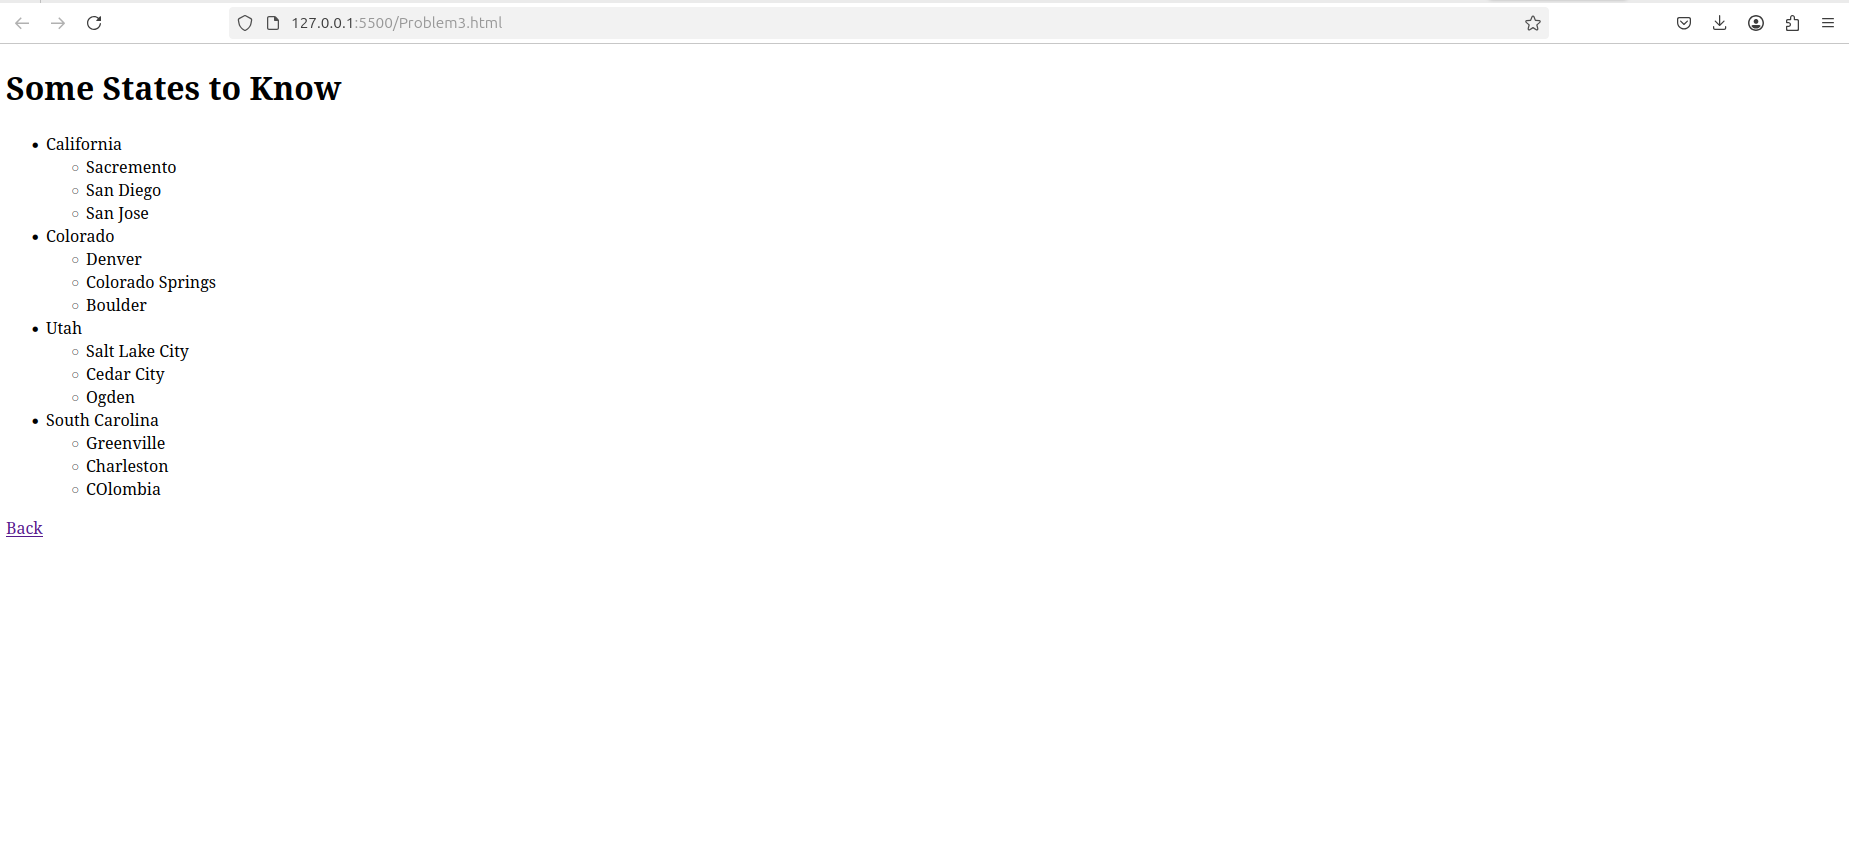 127.0.0.1:5500/Problem3.html
Some States to Know
California
Sacremento
San Diego
San Jose
Colorado
Denver
Colorado Springs
Boulder
Utah
Salt Lake City
Cedar City
Ogden
South Carolina
Greenville
Charleston
COlombia
Back